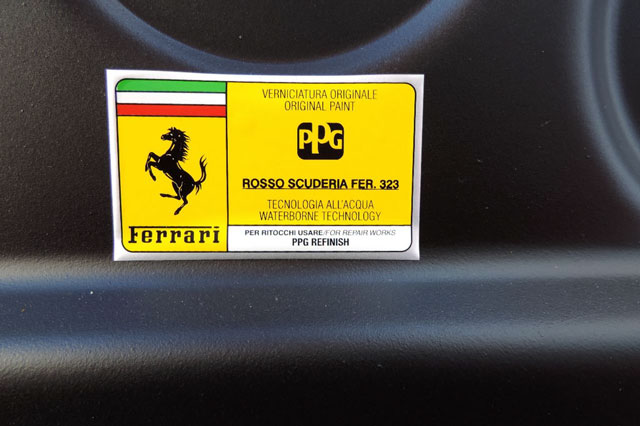 VERNICIATURA ORIGINALE
ORIGINAL PAINT
PPG
ROSSO SCUDERIA FER. 323
TECNOLOGIA ALL'ACQUA
WATERBORNE TECHNOLOGY
Ferrari
PER RITOCCHI USARE/FOR REPAIR WORKS
PPG REFINISH